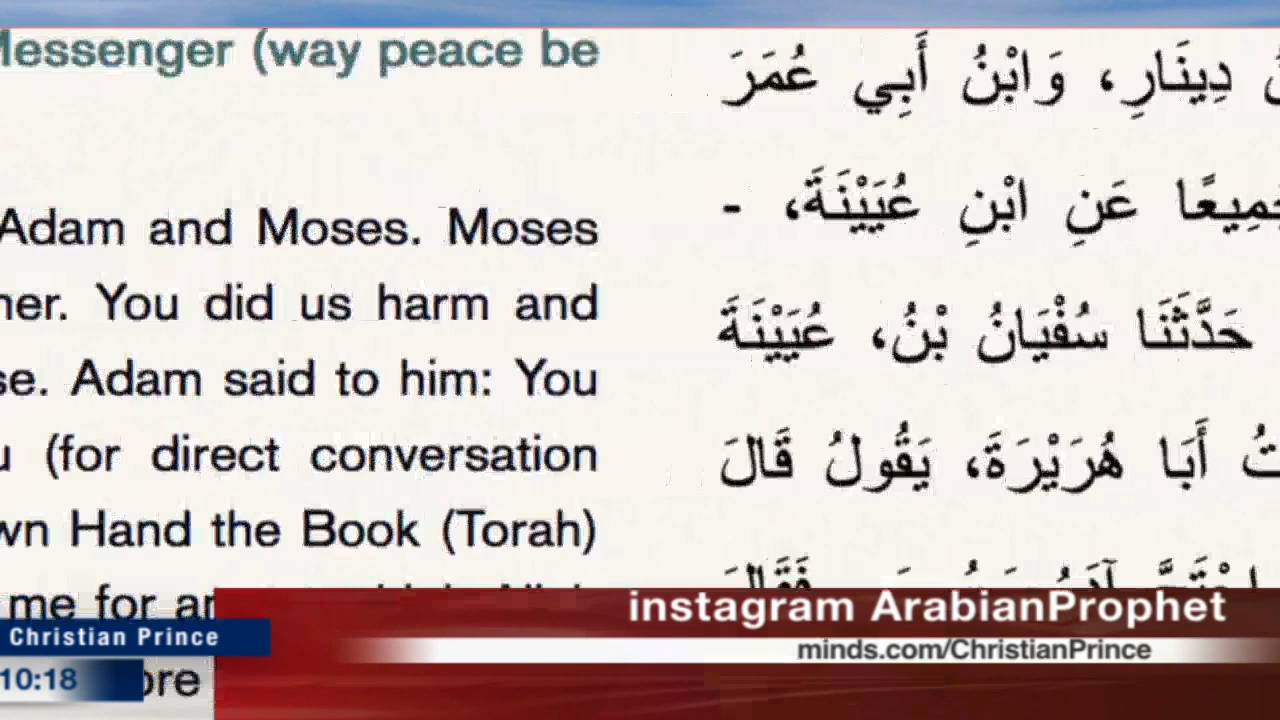 Messenger (way peace be
Adam and Moses. Moses
her. You did us harm and
se. Adam said to him: You
u (for direct conversation
wn Hand the Book (Torah)
me for an
ore
دِينَارٍ، وَابْنُ أَبِي عُمَرَ
جَمِيعًا عَنِ ابْنِ عُيَيْنَةَ، -
حَدَّثَنَا سُفْيَانُ بْنُ، عُيَيْنَةَ
تُ أَبَا هُرَيْرَةَ، يَقُولُ قَالَ
instagram ArabianProphet
minds.com/ChristianPrince
Christian Prince
10:18